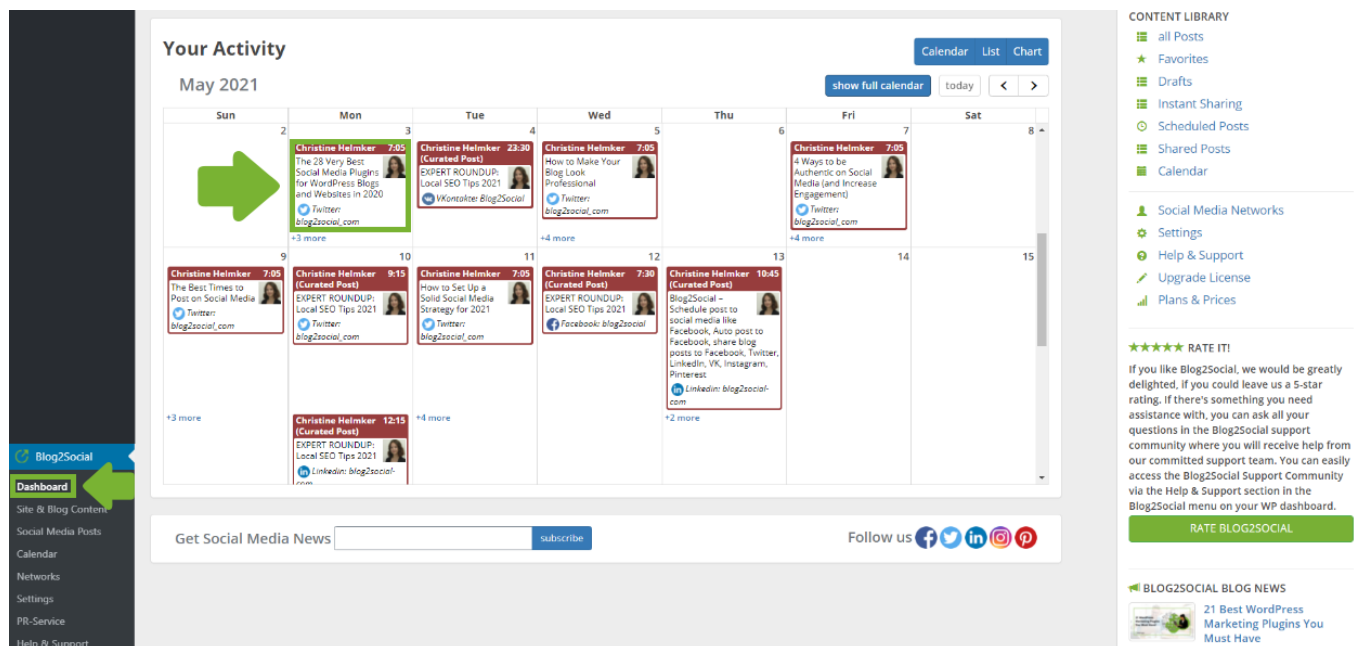 Your Activity
Calendar List Chart
May 2021
show full calendar today < >
Sun Mon Tue Wed Thu Fri Sat
2 3 4 5 6 7 8
Christine Helmker 7:05
The 28 Very Best
Social Media Plugins
for WordPress Blogs
and Websites in 2020
Twitter:
blog2social_com
+3 more
Christine Helmker 23:30
(Curated Post)
EXPERT ROUNDUP:
Local SEO Tips 2021
VKontakte: Blog2Social
Christine Helmker 7:05
How to Make Your
Blog Look
Professional
Twitter:
blog2social_com
+4 more
Christine Helmker 7:05
4 Ways to be
Authentic on Social
Media (and Increase
Engagement)
Twitter:
blog2social_com
+4 more
9 10 11 12 13 14 15
Christine Helmker 7:05
The Best Times to
Post on Social Media
Twitter:
blog2social_com
+3 more
Christine Helmker 9:15
(Curated Post)
EXPERT ROUNDUP:
Local SEO Tips 2021
Twitter:
blog2social_com
Christine Helmker 12:15
(Curated Post)
EXPERT ROUNDUP:
Local SEO Tips 2021
Linkedin: blog2social-
com
Christine Helmker 7:05
How to Set Up a
Solid Social Media
Strategy for 2021
Twitter:
blog2social_com
+4 more
Christine Helmker 7:30
(Curated Post)
EXPERT ROUNDUP:
Local SEO Tips 2021
Facebook: blog2social
Christine Helmker 10:45
(Curated Post)
Blog2Social –
Schedule post to
social media like
Facebook, Auto post to
Facebook, share blog
posts to Facebook, Twitter,
LinkedIn, VK, Instagram,
Pinterest
Linkedin: blog2social-
com
+2 more
Get Social Media News
subscribe
Follow us
Blog2Social
Dashboard
Site & Blog Content
Social Media Posts
Calendar
Networks
Settings
PR-Service
Help & Support
CONTENT LIBRARY
all Posts
Favorites
Drafts
Instant Sharing
Scheduled Posts
Shared Posts
Calendar
Social Media Networks
Settings
Help & Support
Upgrade License
Plans & Prices
RATE IT!
If you like Blog2Social, we would be greatly
delighted, if you could leave us a 5-star
rating. If there's something you need
assistance with, you can ask all your
questions in the Blog2Social support
community where you will receive help from
our committed support team. You can easily
access the Blog2Social Support Community
via the Help & Support section in the
Blog2Social menu on your WP dashboard.
RATE BLOG2SOCIAL
BLOG2SOCIAL BLOG NEWS
21 Best WordPress
Marketing Plugins You
Must Have